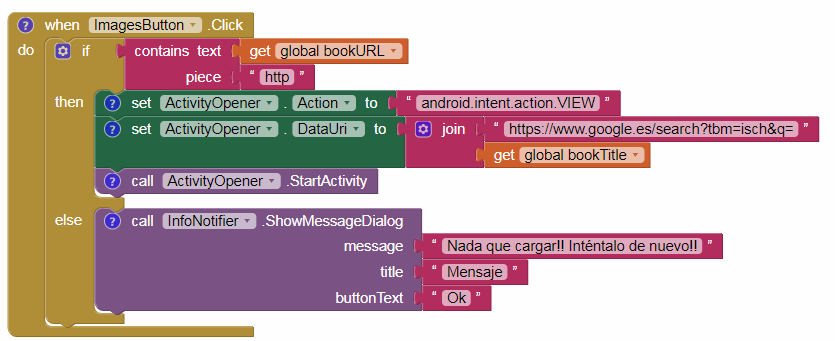 ? when ImagesButton .Click
do if contains text get global bookURL
piece " http "
then ? set ActivityOpener . Action to " android.intent.action.VIEW "
? set ActivityOpener . DataUri to join " https://www.google.es/search?tbm=isch&q= "
get global bookTitle
? call ActivityOpener .StartActivity
else ? call InfoNotifier .ShowMessageDialog
message " Nada que cargar!! Inténtalo de nuevo!! "
title " Mensaje "
buttonText " Ok "